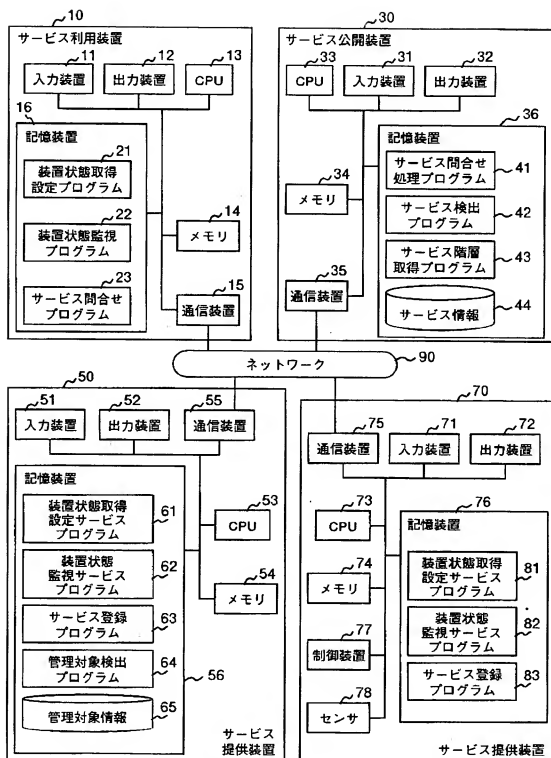 10
サービス利用装置
11
12
13
入力装置
出力装置
CPU
16
記憶装置
21
装置状態取得
設定プログラム
22
装置状態監視
プログラム
23
サービス問合せ
プログラム
14
メモリ
15
通信装置
30
サービス公開装置
33
31
32
CPU
入力装置
出力装置
36
記憶装置
サービス問合せ
処理プログラム
41
サービス検出
プログラム
42
サービス階層
取得プログラム
43
サービス情報
44
34
メモリ
35
通信装置
ネットワーク
90
50
51
52
55
入力装置
出力装置
通信装置
記憶装置
装置状態取得
設定サービス
プログラム
61
装置状態
監視サービス
プログラム
62
サービス登録
プログラム
63
管理対象検出
プログラム
64
管理対象情報
65
56
53
CPU
54
メモリ
サービス
提供装置
70
75
71
72
通信装置
入力装置
出力装置
73
CPU
74
メモリ
77
制御装置
78
センサ
76
記憶装置
装置状態取得
設定サービス
プログラム
81
装置状態
監視サービス
プログラム
82
サービス登録
プログラム
83
サービス提供装置